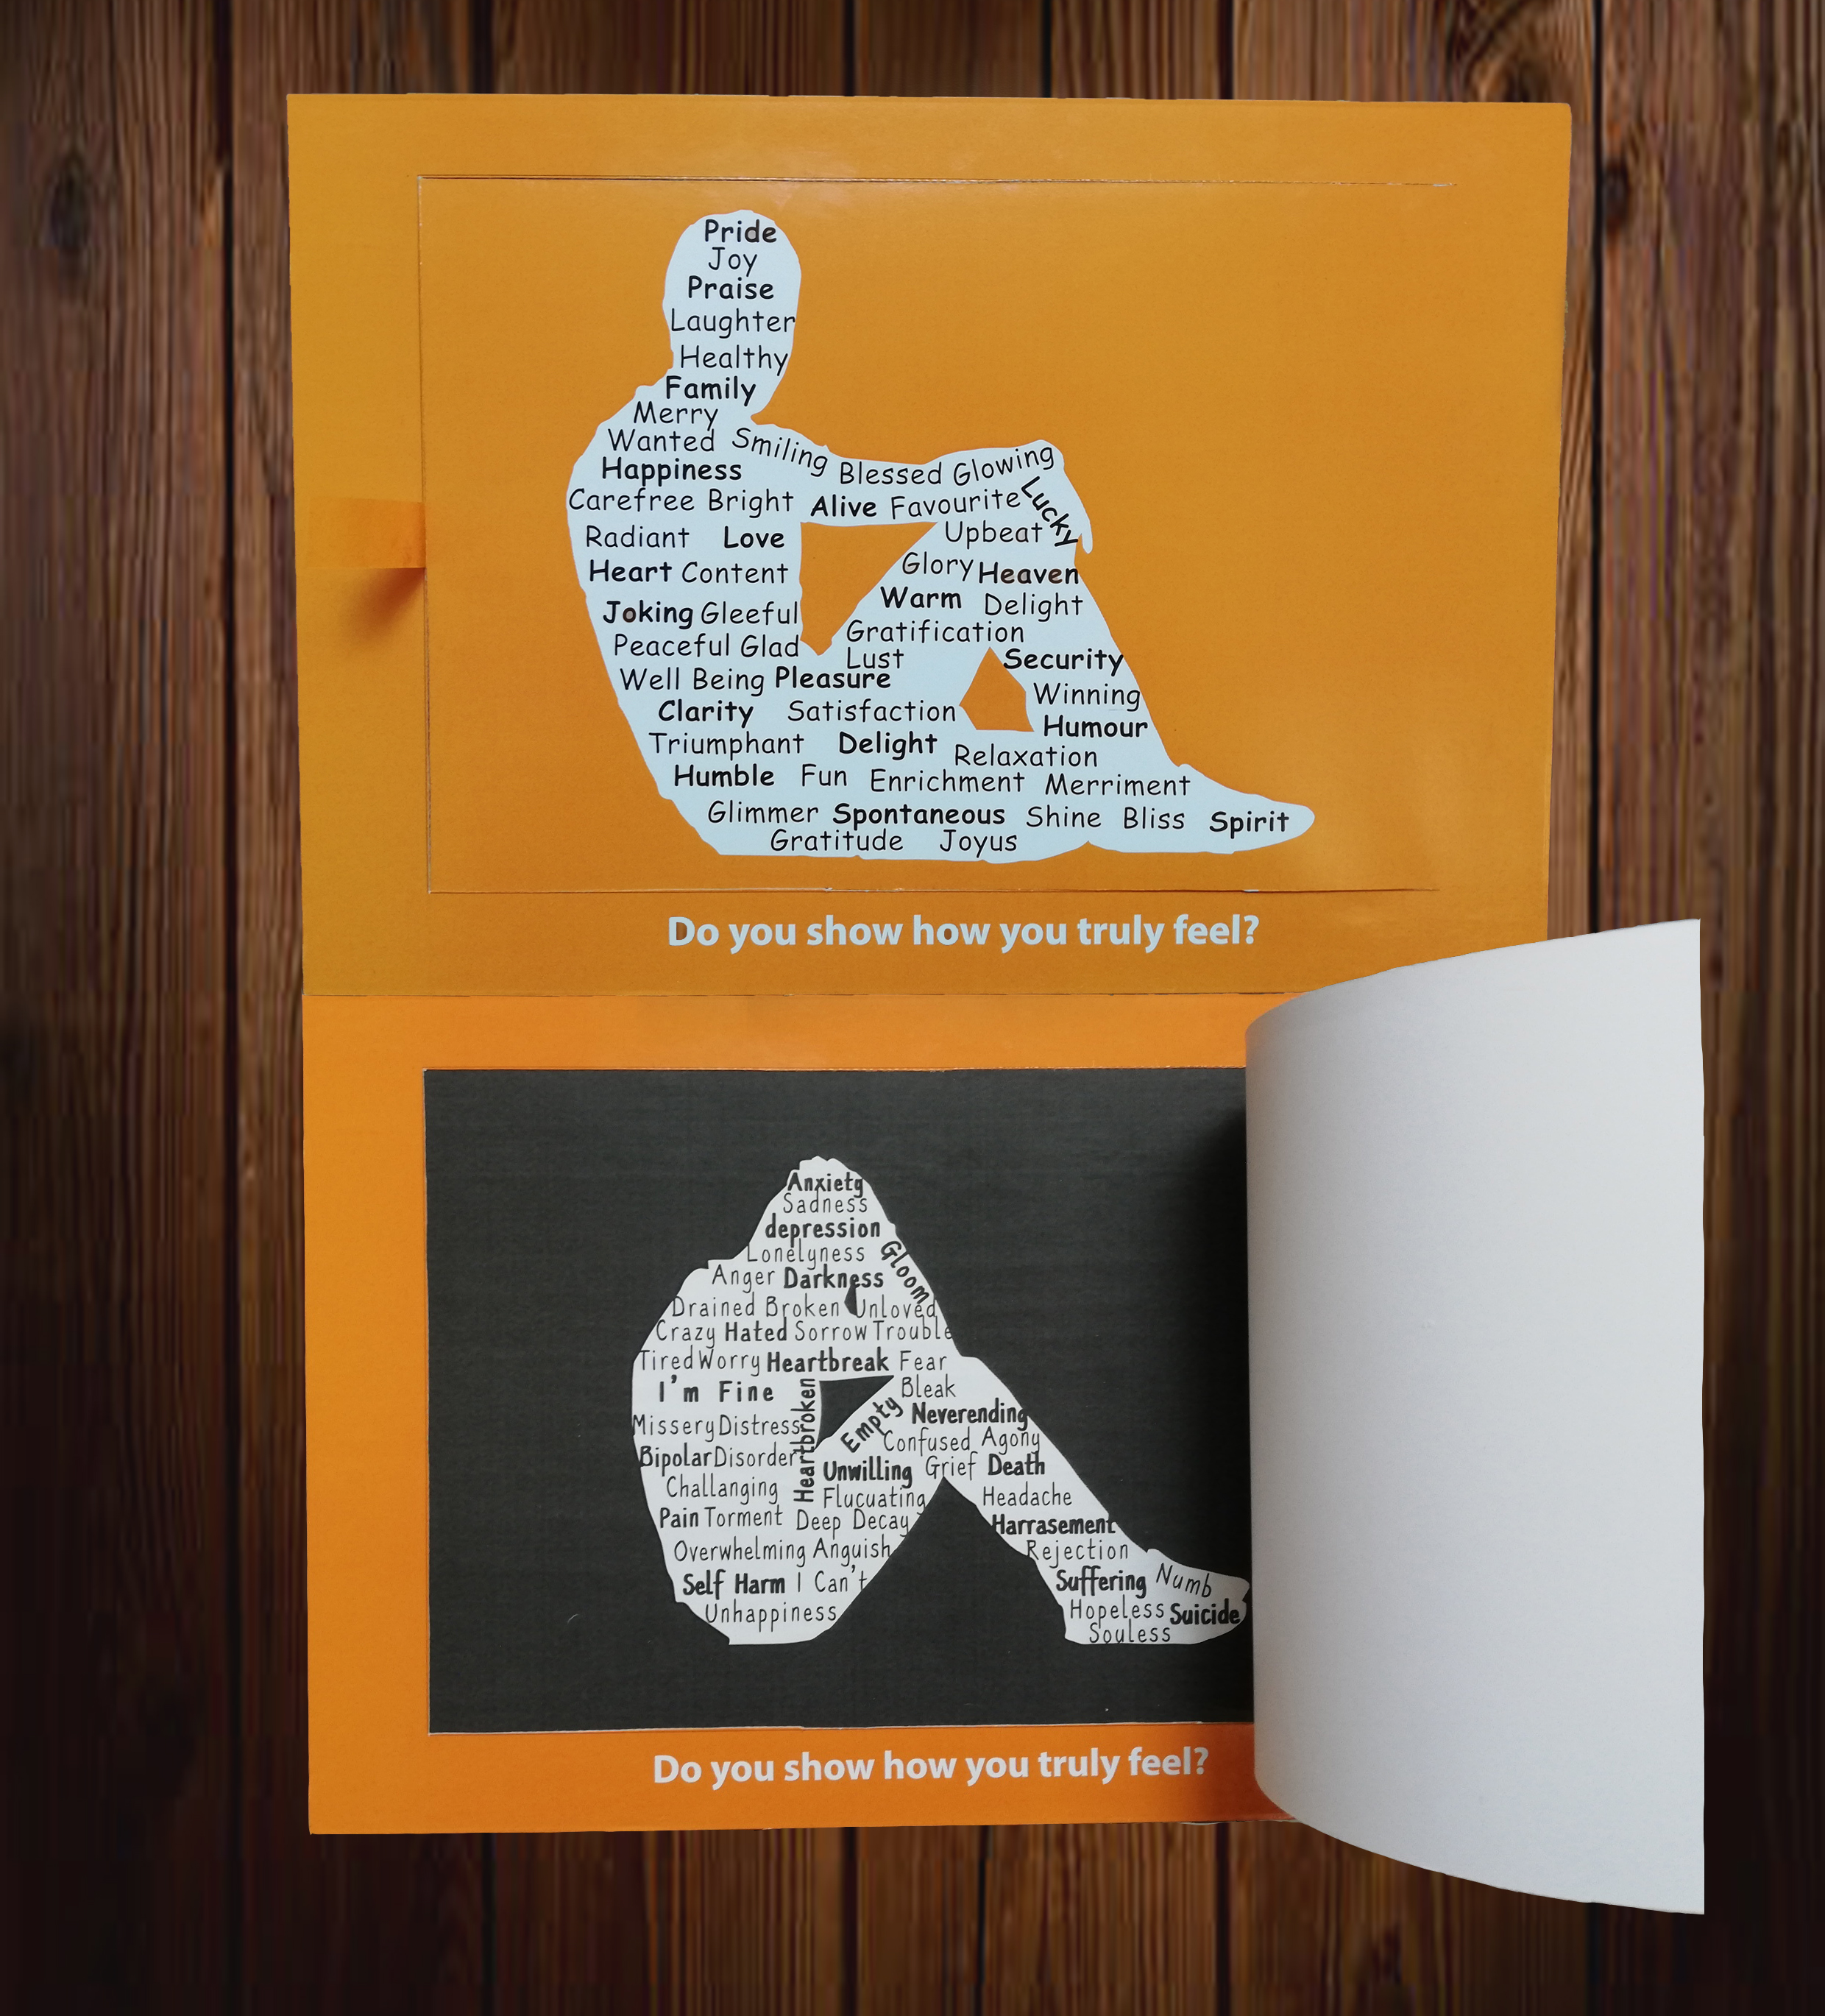 Pride
Joy
Praise
Laughter
Healthy
Family
Merry
Wanted Smiling Blessed Glowing
Happiness
Carefree Bright Alive Favourite Lucky
Radiant Love Upbeat
Heart Content Glory Heaven
Joking Gleeful Warm Delight
Peaceful Glad Gratification
Lust Security
Well Being Pleasure Winning
Clarity Satisfaction Humour
Triumphant Delight Relaxation
Humble Fun Enrichment Merriment
Glimmer Spontaneous Shine Bliss Spirit
Gratitude Joyus
Do you show how you truly feel?
Anxiety
Sadness
depression
Lonelyness Gloom
Anger Darkness
Drained Broken Unloved
Crazy Hated Sorrow Trouble
Tired Worry Heartbreak Fear
I'm Fine Heartbroken Bleak
Missery Distress Empty Neverending
Confused Agony
Bipolar Disorder Unwilling Grief Death
Challanging Flucuating Headache
Pain Torment Deep Decay Harrasement
Overwhelming Anguish Rejection
Self Harm I Can't Suffering Numb
Unhappiness Hopeless Suicide
Souless
Do you show how you truly feel?